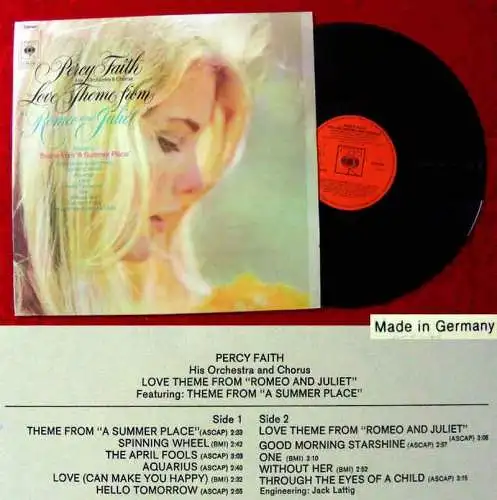 Percy Faith
His Orchestra & Chorus
Love Theme from
"Romeo and Juliet"
Theme From "A Summer Place"
CBS
Made in Germany
PERCY FAITH
His Orchestra and Chorus
LOVE THEME FROM “ROMEO AND JULIET”
Featuring: THEME FROM “A SUMMER PLACE”
Side 1
THEME FROM “A SUMMER PLACE”(ASCAP) 2:23
SPINNING WHEEL (BMI) 2:42
THE APRIL FOOLS (ASCAP) 3:03
AQUARIUS (ASCAP) 2:40
LOVE (CAN MAKE YOU HAPPY) (BMI) 2:32
HELLO TOMORROW (ASCAP) 2:55
Side 2
LOVE THEME FROM “ROMEO AND JULIET”
(ASCAP) 3:06
GOOD MORNING STARSHINE (ASCAP) 2:57
ONE (BMI) 3:10
WITHOUT HER (BMI) 2:52
THROUGH THE EYES OF A CHILD (ASCAP) 3:15
Engineering: Jack Lattig